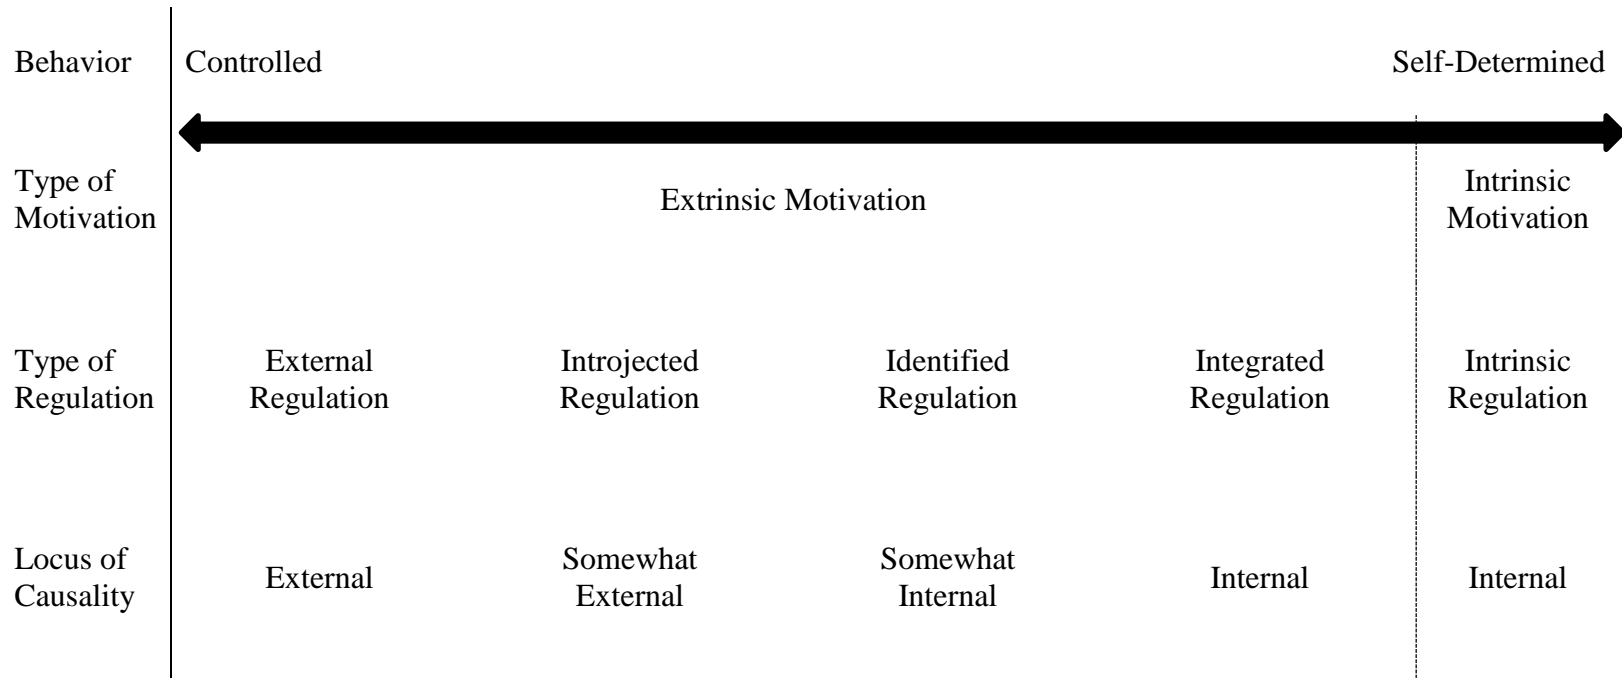 Behavior
Controlled
Self-Determined
Type of
Motivation
Extrinsic Motivation
Intrinsic
Motivation
Type of
Regulation
External
Regulation
Introjected
Regulation
Identified
Regulation
Integrated
Regulation
Intrinsic
Regulation
Locus of
Causality
External
Somewhat
External
Somewhat
Internal
Internal
Internal